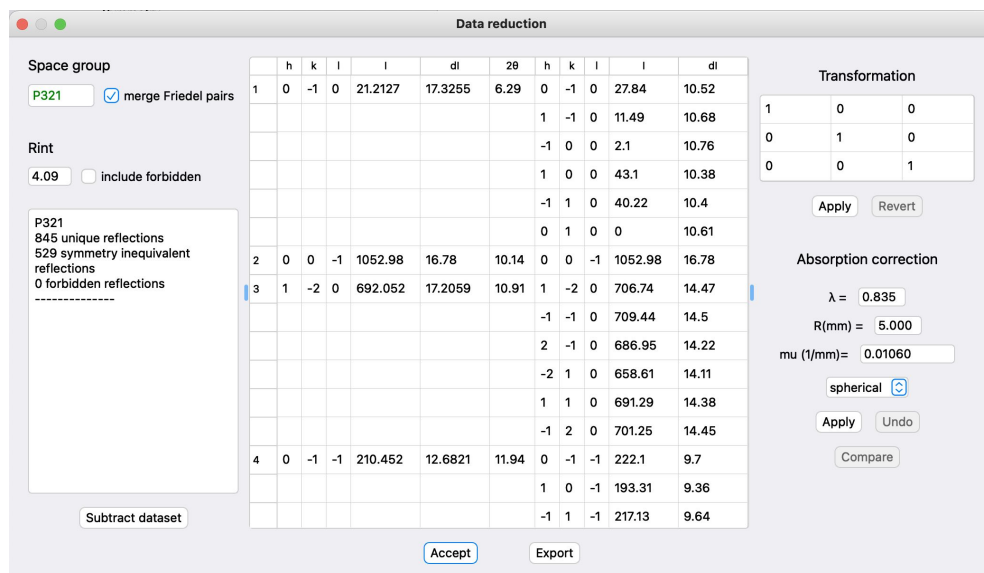 Data reduction
Space group
P321 merge Friedel pairs
Rint
4.09 include forbidden
P321
845 unique reflections
529 symmetry inequivalent
reflections
0 forbidden reflections
--------------
Subtract dataset
h k l I dI 2θ h k l I dI
1 0 -1 0 21.2127 17.3255 6.29 0 -1 0 27.84 10.52
1 -1 0 11.49 10.68
-1 0 0 2.1 10.76
1 0 0 43.1 10.38
-1 1 0 40.22 10.4
0 1 0 0 10.61
2 0 0 -1 1052.98 16.78 10.14 0 0 -1 1052.98 16.78
3 1 -2 0 692.052 17.2059 10.91 1 -2 0 706.74 14.47
-1 -1 0 709.44 14.5
2 -1 0 686.95 14.22
-2 1 0 658.61 14.11
1 1 0 691.29 14.38
-1 2 0 701.25 14.45
4 0 -1 -1 210.452 12.6821 11.94 0 -1 -1 222.1 9.7
1 0 -1 193.31 9.36
-1 1 -1 217.13 9.64
Accept Export
Transformation
1 0 0
0 1 0
0 0 1
Apply Revert
Absorption correction
λ = 0.835
R(mm) = 5.000
mu (1/mm)= 0.01060
spherical
Apply Undo
Compare